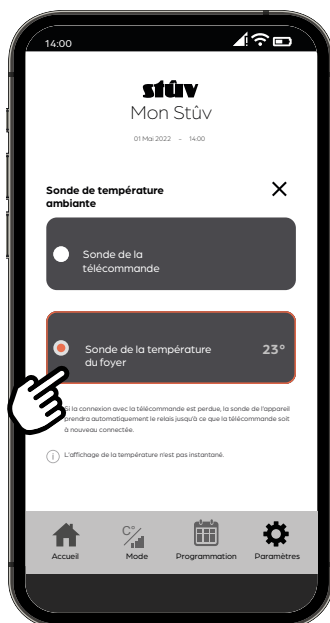 14:00
stûv
Mon Stûv
01 Mai 2022 - 14:00
Sonde de température
ambiante
Sonde de la
télécommande
Sonde de la température
du foyer
23°
Si la connexion avec la télécommande est perdue, la sonde de l'appareil
prendra automatiquement le relais jusqu'à ce que la télécommande soit
à nouveau connectée.
i L'affichage de la température n'est pas instantané.
C°
Accueil Mode Programmation Paramètres